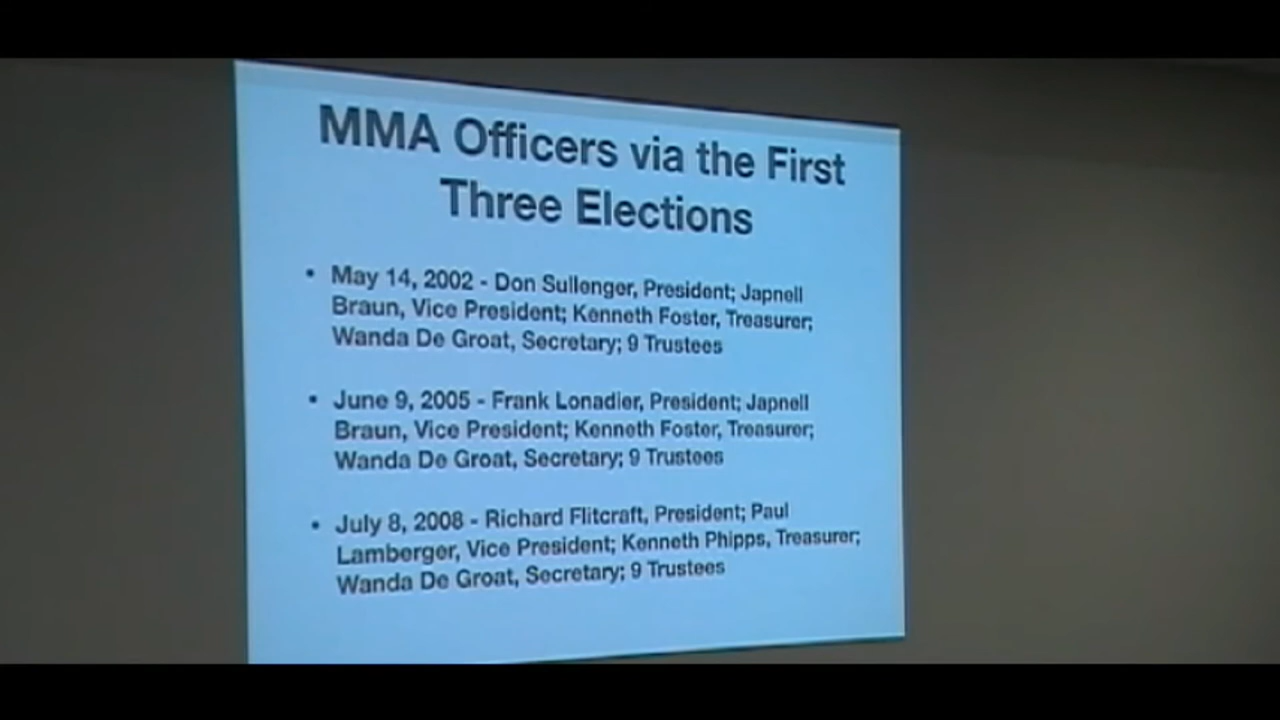 MMA Officers via the First
Three Elections
• May 14, 2002 - Don Sullenger, President; Japnell
Braun, Vice President; Kenneth Foster, Treasurer;
Wanda De Groat, Secretary; 9 Trustees
• June 9, 2005 - Frank Lonadier, President; Japnell
Braun, Vice President; Kenneth Foster, Treasurer;
Wanda De Groat, Secretary; 9 Trustees
• July 8, 2008 - Richard Flitcraft, President; Paul
Lamberger, Vice President; Kenneth Phipps, Treasurer;
Wanda De Groat, Secretary; 9 Trustees